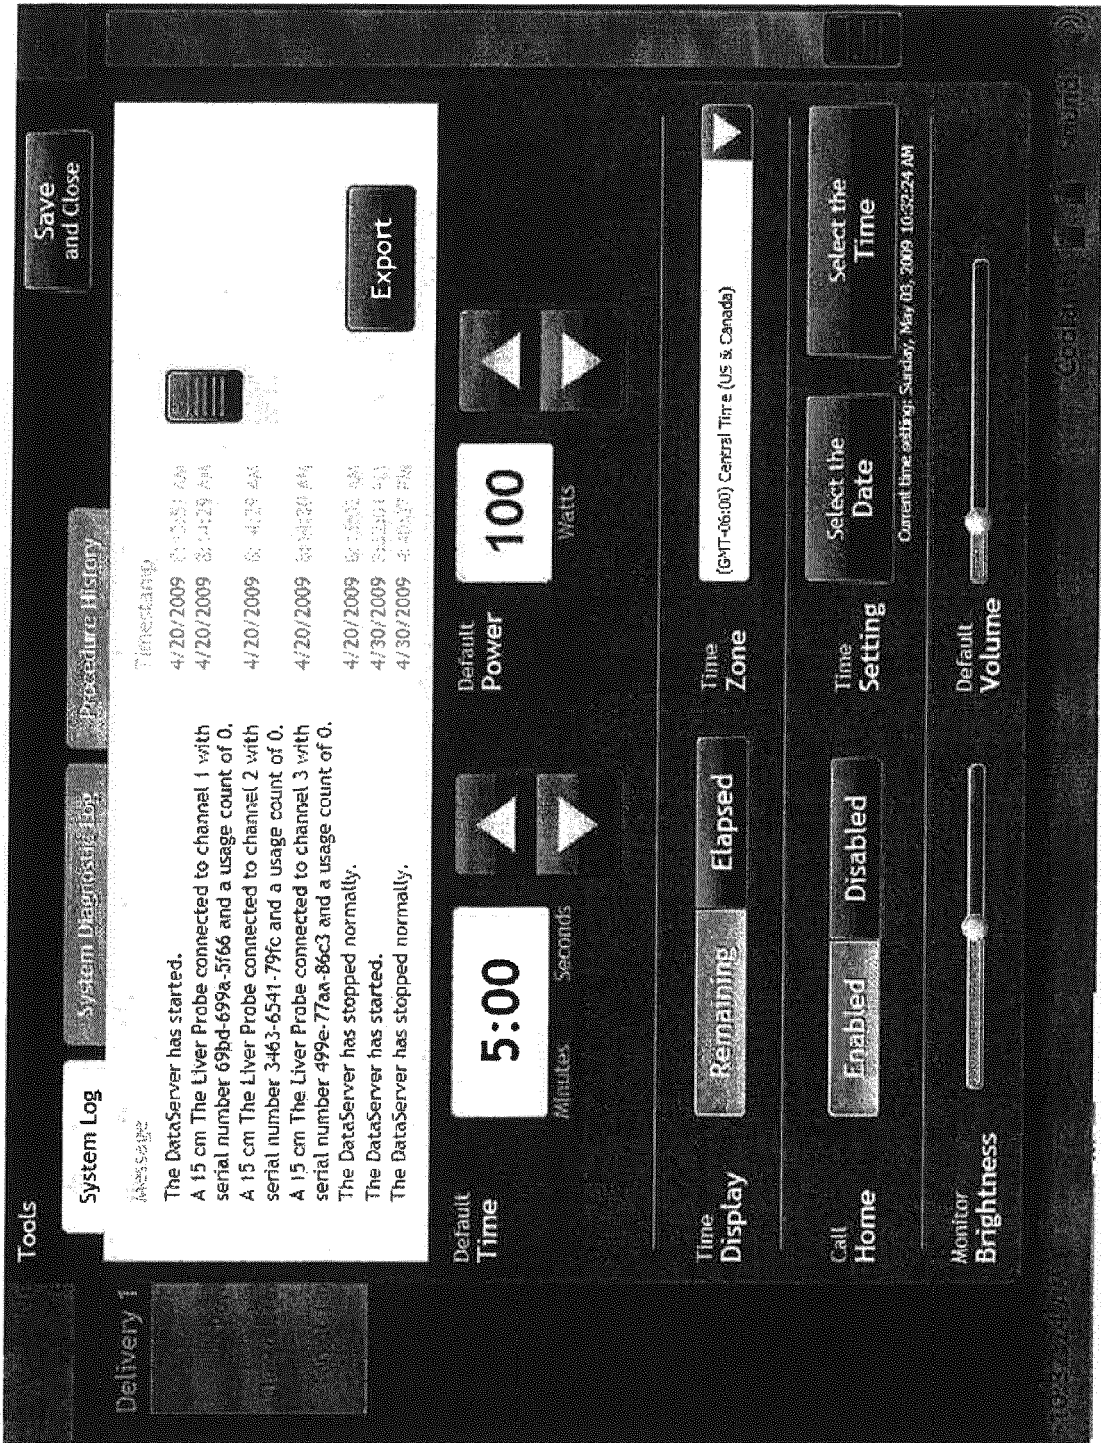 Tools
Save
and Close
Delivery 1
System Log
System Diagnostic Log
Procedure History
Message
Timestamp
The DataServer has started.
4/20/2009
A 15 cm The Liver Probe connected to channel 1 with
4/20/2009
serial number 69bd-699a-5f66 and a usage count of 0.
A 15 cm The Liver Probe connected to channel 2 with
4/20/2009
serial number 3463-6541-79fc and a usage count of 0.
A 15 cm The Liver Probe connected to channel 3 with
4/20/2009
serial number 499e-77aa-86c3 and a usage count of 0.
The DataServer has stopped normally.
4/20/2009
The DataServer has started.
4/30/2009
The DataServer has stopped normally.
4/30/2009
Export
Default
Time
5:00
Minutes
Seconds
Default
Power
100
Watts
Time
Display
Remaining
Elapsed
Time
Zone
(GMT-06:00) Central Time (US & Canada)
Call
Home
Enabled
Disabled
Time
Setting
Select the
Date
Select the
Time
Current time setting: Sunday, May 03, 2009 10:32:24 AM
Monitor
Brightness
Default
Volume